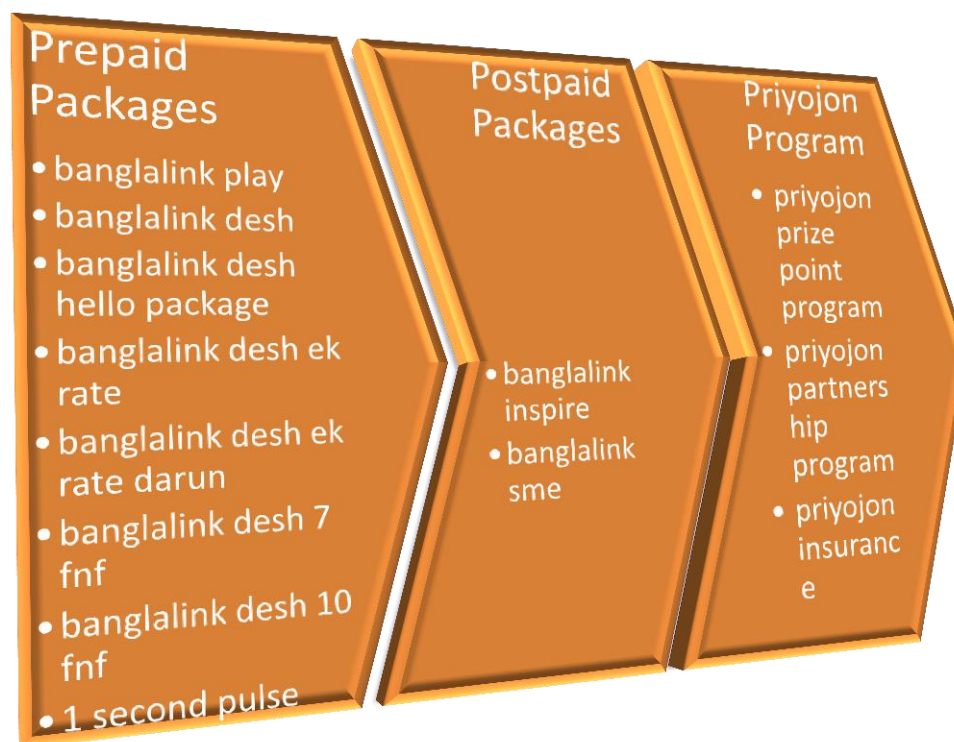 Prepaid
Packages
• banglalink play
• banglalink desh
• banglalink desh
hello package
• banglalink desh ek
rate
• banglalink desh ek
rate darun
• banglalink desh 7
fnf
• banglalink desh 10
fnf
• 1 second pulse
Postpaid
Packages
• banglalink
inspire
• banglalink
sme
Priyojon
Program
• priyojon
prize
point
program
• priyojon
partners
hip
program
• priyojon
insuranc
e